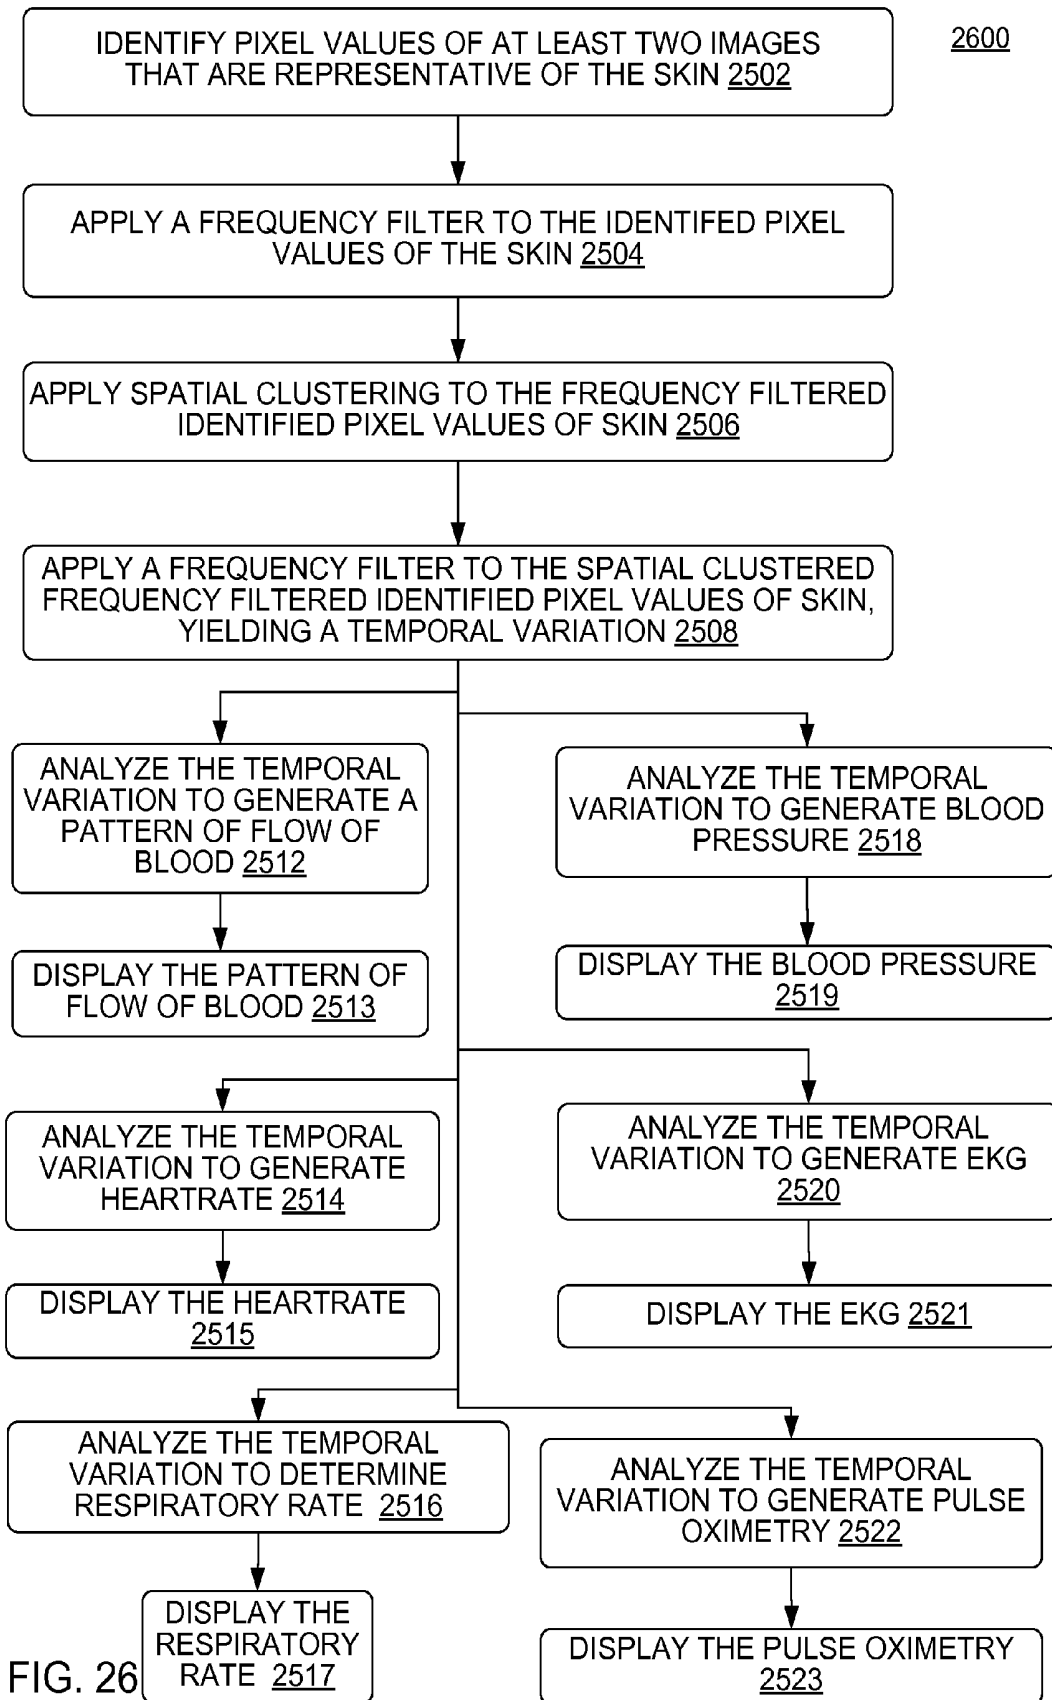 2600
IDENTIFY PIXEL VALUES OF AT LEAST TWO IMAGES
THAT ARE REPRESENTATIVE OF THE SKIN 2502
APPLY A FREQUENCY FILTER TO THE IDENTIFED PIXEL
VALUES OF THE SKIN 2504
APPLY SPATIAL CLUSTERING TO THE FREQUENCY FILTERED
IDENTIFIED PIXEL VALUES OF SKIN 2506
APPLY A FREQUENCY FILTER TO THE SPATIAL CLUSTERED
FREQUENCY FILTERED IDENTIFIED PIXEL VALUES OF SKIN,
YIELDING A TEMPORAL VARIATION 2508
ANALYZE THE TEMPORAL
VARIATION TO GENERATE A
PATTERN OF FLOW OF
BLOOD 2512
DISPLAY THE PATTERN OF
FLOW OF BLOOD 2513
ANALYZE THE TEMPORAL
VARIATION TO GENERATE BLOOD
PRESSURE 2518
DISPLAY THE BLOOD PRESSURE
2519
ANALYZE THE TEMPORAL
VARIATION TO GENERATE
HEARTRATE 2514
DISPLAY THE HEARTRATE
2515
ANALYZE THE TEMPORAL
VARIATION TO GENERATE EKG
2520
DISPLAY THE EKG 2521
ANALYZE THE TEMPORAL
VARIATION TO DETERMINE
RESPIRATORY RATE 2516
DISPLAY THE
RESPIRATORY
RATE 2517
ANALYZE THE TEMPORAL
VARIATION TO GENERATE PULSE
OXIMETRY 2522
DISPLAY THE PULSE OXIMETRY
2523
FIG. 26